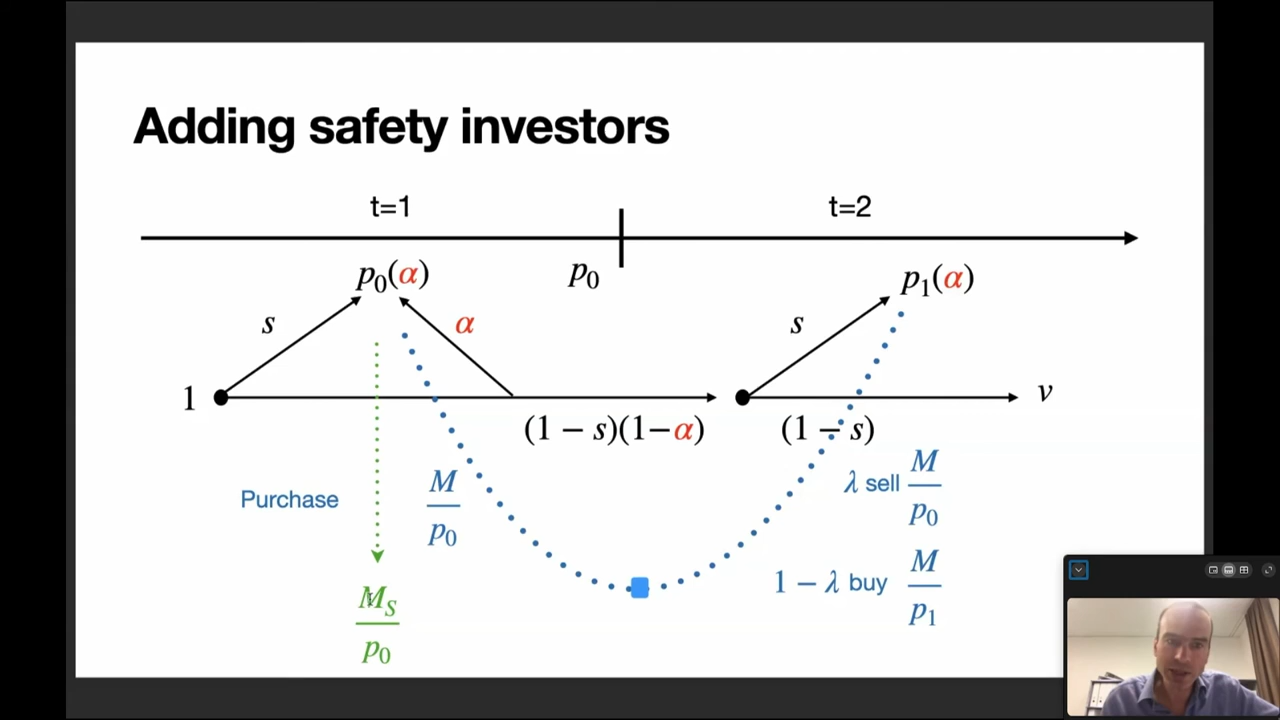 Adding safety investors
t=1
t=2
p₀(α)
p₀
p₁(α)
s
α
s
1
v
(1 − s)(1−α)
(1 − s)
M
λ sell —
p₀
Purchase
M
—
p₀
M
1 − λ buy —
p₁
M_S
—
p₀